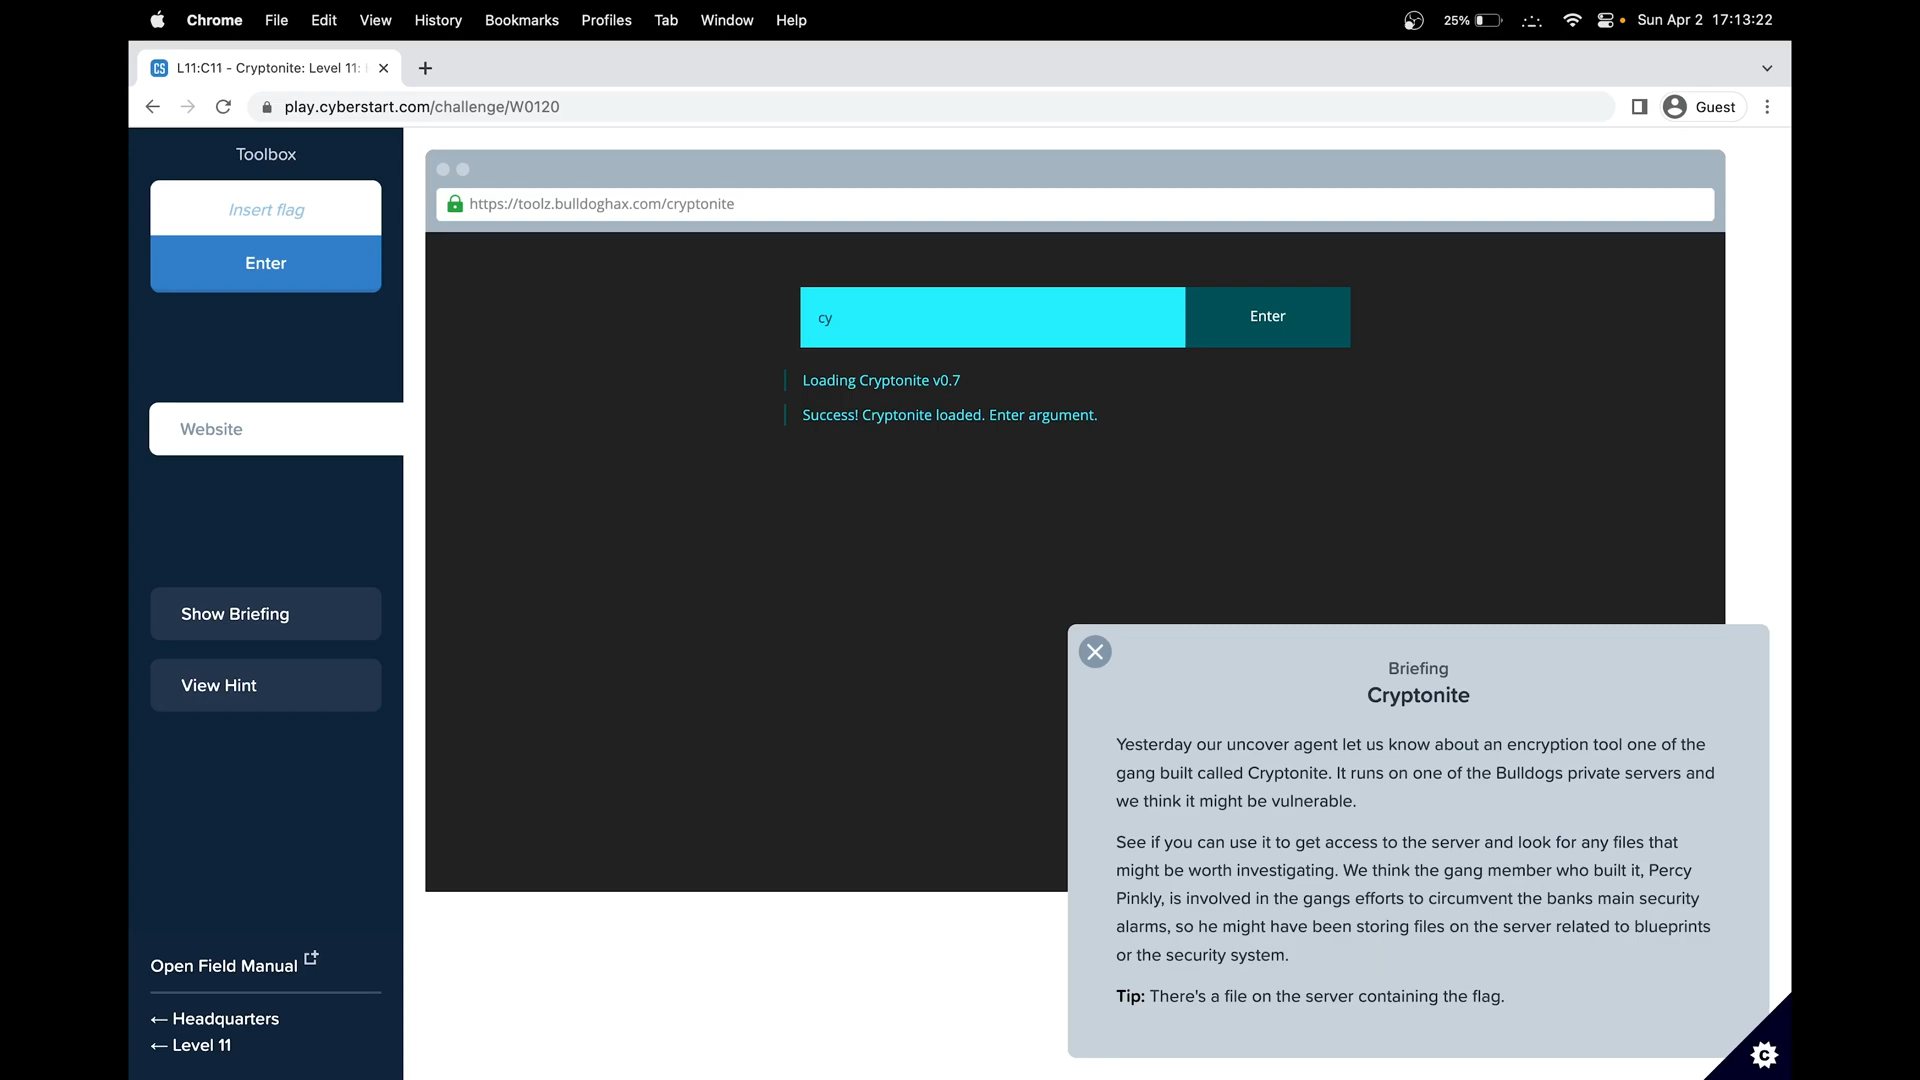 Chrome File Edit View History Bookmarks Profiles Tab Window Help 25% Sun Apr 2 17:13:22
CS L11:C11 - Cryptonite: Level 11:
play.cyberstart.com/challenge/W0120 Guest
Toolbox
Insert flag
Enter
Website
Show Briefing
View Hint
Open Field Manual
← Headquarters
← Level 11
https://toolz.bulldoghax.com/cryptonite
cy Enter
Loading Cryptonite v0.7
Success! Cryptonite loaded. Enter argument.
Briefing
Cryptonite
Yesterday our uncover agent let us know about an encryption tool one of the
gang built called Cryptonite. It runs on one of the Bulldogs private servers and
we think it might be vulnerable.
See if you can use it to get access to the server and look for any files that
might be worth investigating. We think the gang member who built it, Percy
Pinkly, is involved in the gangs efforts to circumvent the banks main security
alarms, so he might have been storing files on the server related to blueprints
or the security system.
Tip: There's a file on the server containing the flag.
C